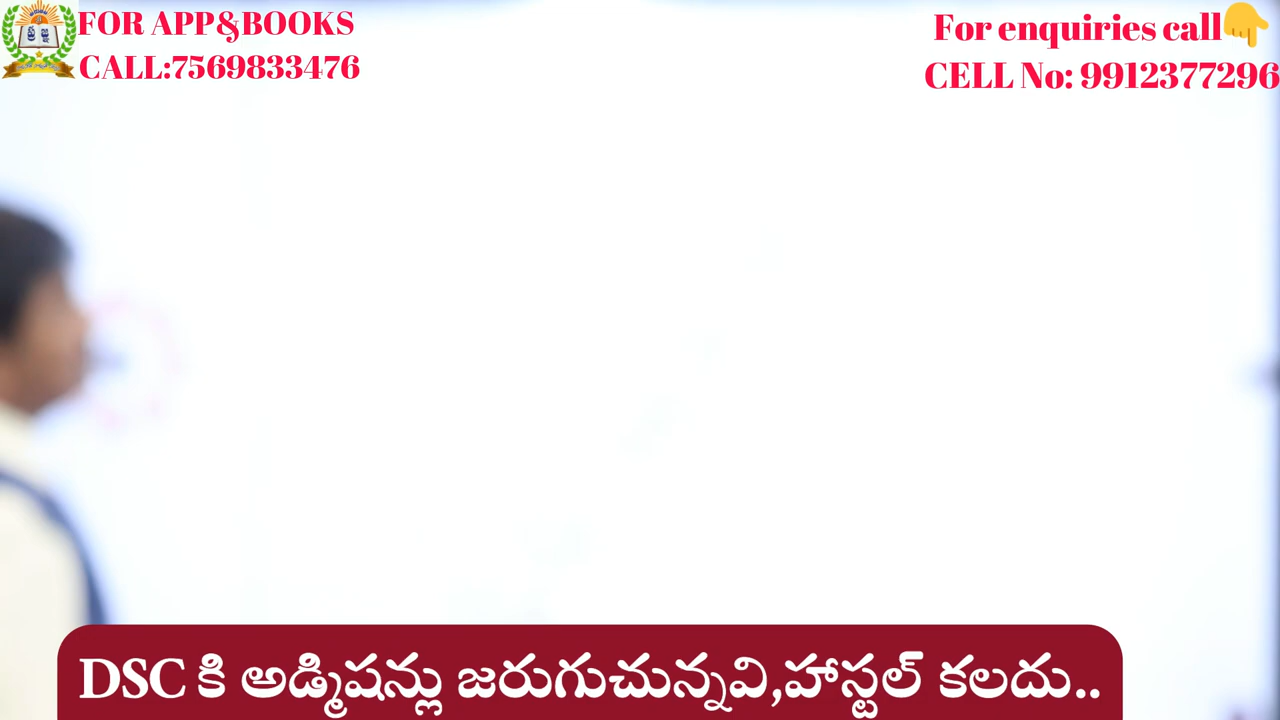 FOR APP&BOOKS
CALL:7569833476
For enquiries call👇
CELL No: 9912377296
DSC కి అడ్మిషన్లు జరుగుచున్నవి,హాస్టల్ కలదు..